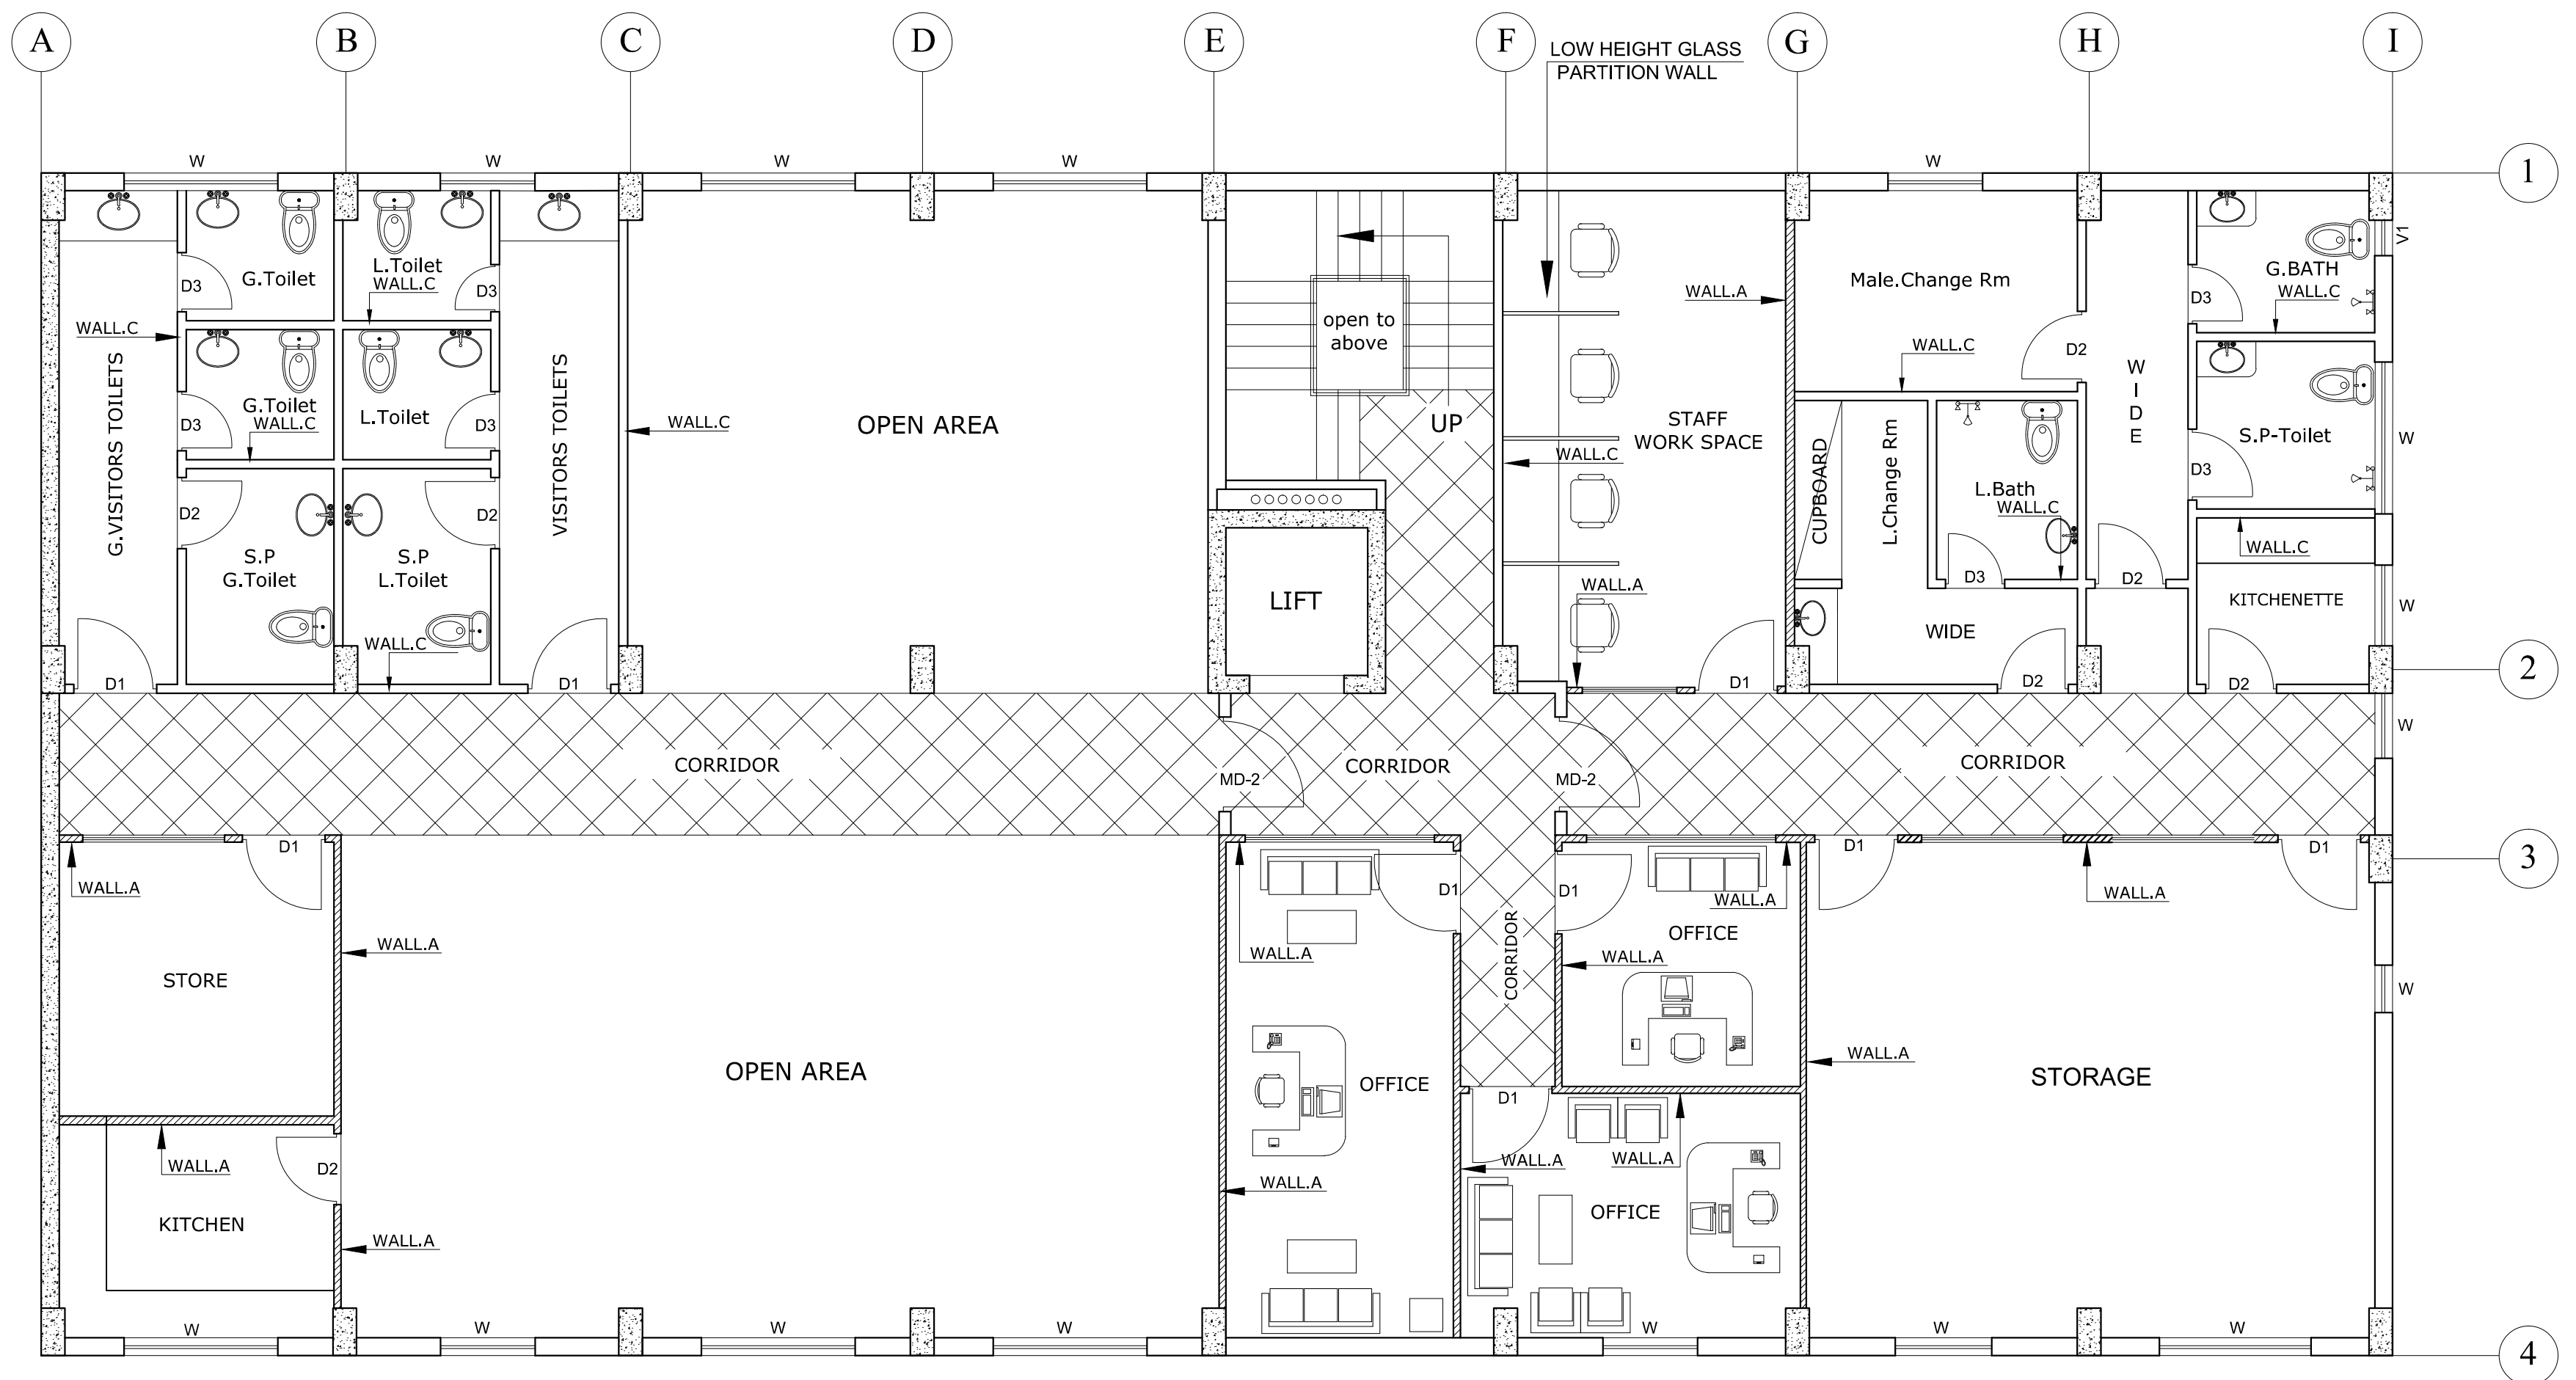 A B C D E F G H I
LOW HEIGHT GLASS
PARTITION WALL
W W W W W
1
V1
G.Toilet
L.Toilet
WALL.C
D3
D3
G.BATH
WALL.C
D3
Male.Change Rm
WALL.A
open to
above
WALL.C
G.VISITORS TOILETS
VISITORS TOILETS
D2
WALL.C
WIDE
G.Toilet
WALL.C
D3
L.Toilet
D3
WALL.C
OPEN AREA
UP
STAFF
WORK SPACE
WALL.C
CUPBOARD
L.Change Rm
S.P-Toilet
W
D3
L.Bath
WALL.C
D2
D2
S.P
G.Toilet
S.P
L.Toilet
WALL.C
LIFT
WALL.A
D3
D2
KITCHENETTE
W
WIDE
WALL.C
D1
D1
D1
D2
D2
2
W
CORRIDOR
MD-2
CORRIDOR
MD-2
CORRIDOR
D1
D1
D1
3
WALL.A
D1
D1
WALL.A
WALL.A
WALL.A
WALL.A
OFFICE
WALL.A
CORRIDOR
STORE
W
WALL.A
OPEN AREA
OFFICE
STORAGE
D1
WALL.A
D2
WALL.A
WALL.A
WALL.A
KITCHEN
OFFICE
WALL.A
W W W W W W W
4